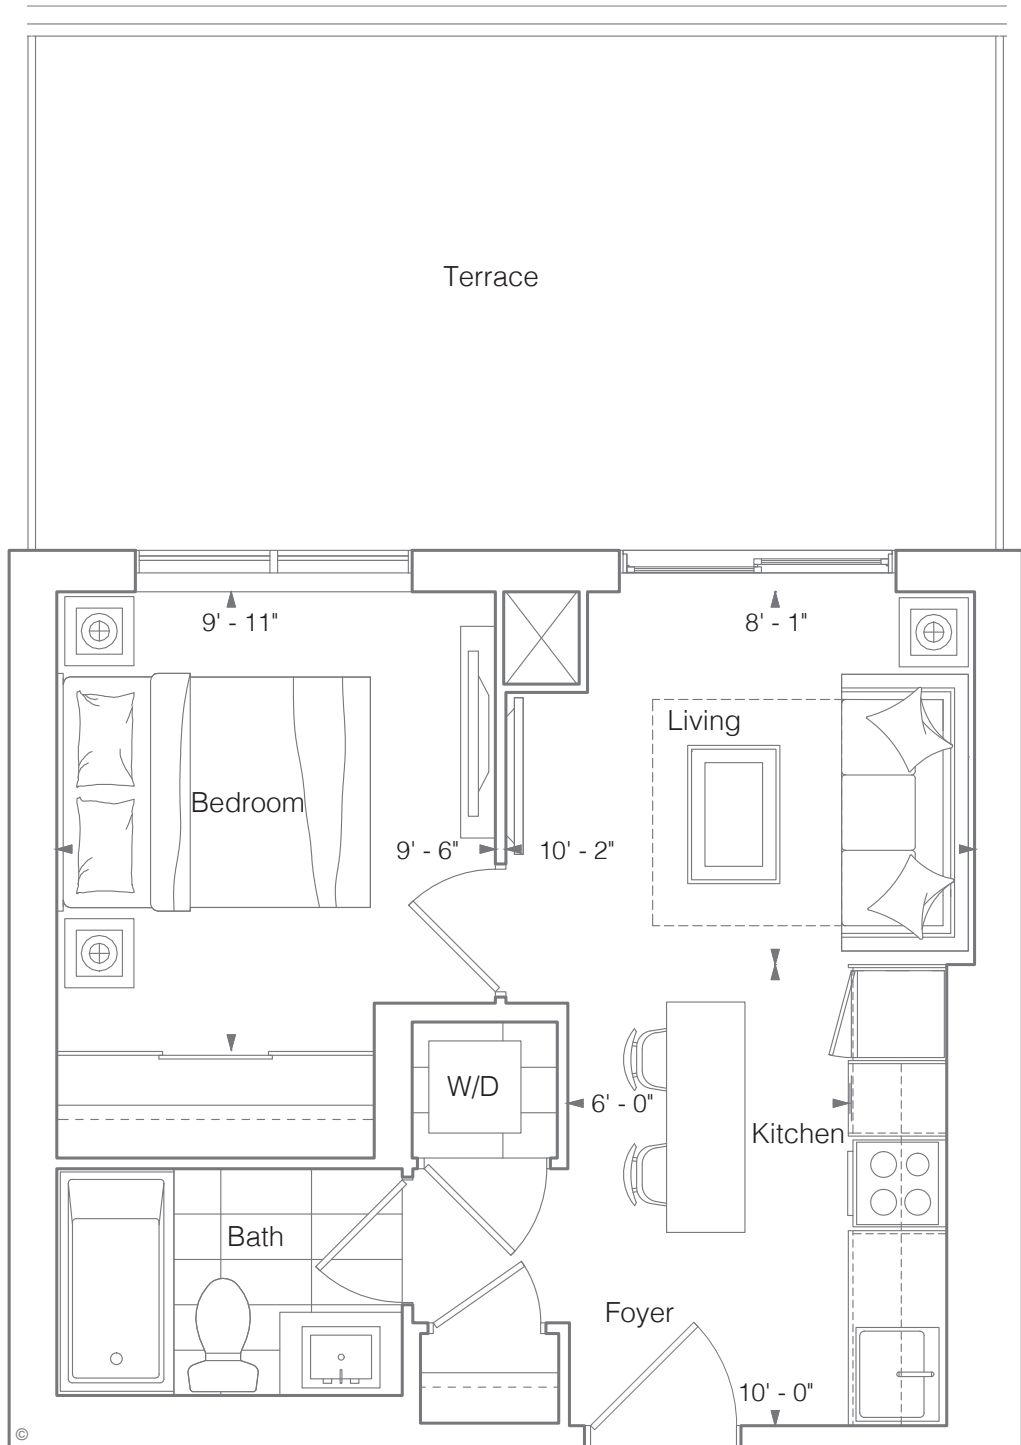 Terrace
9' - 11"
8' - 1"
Living
Bedroom
9' - 6"
10' - 2"
W/D
6' - 0"
Kitchen
Bath
Foyer
10' - 0"
©